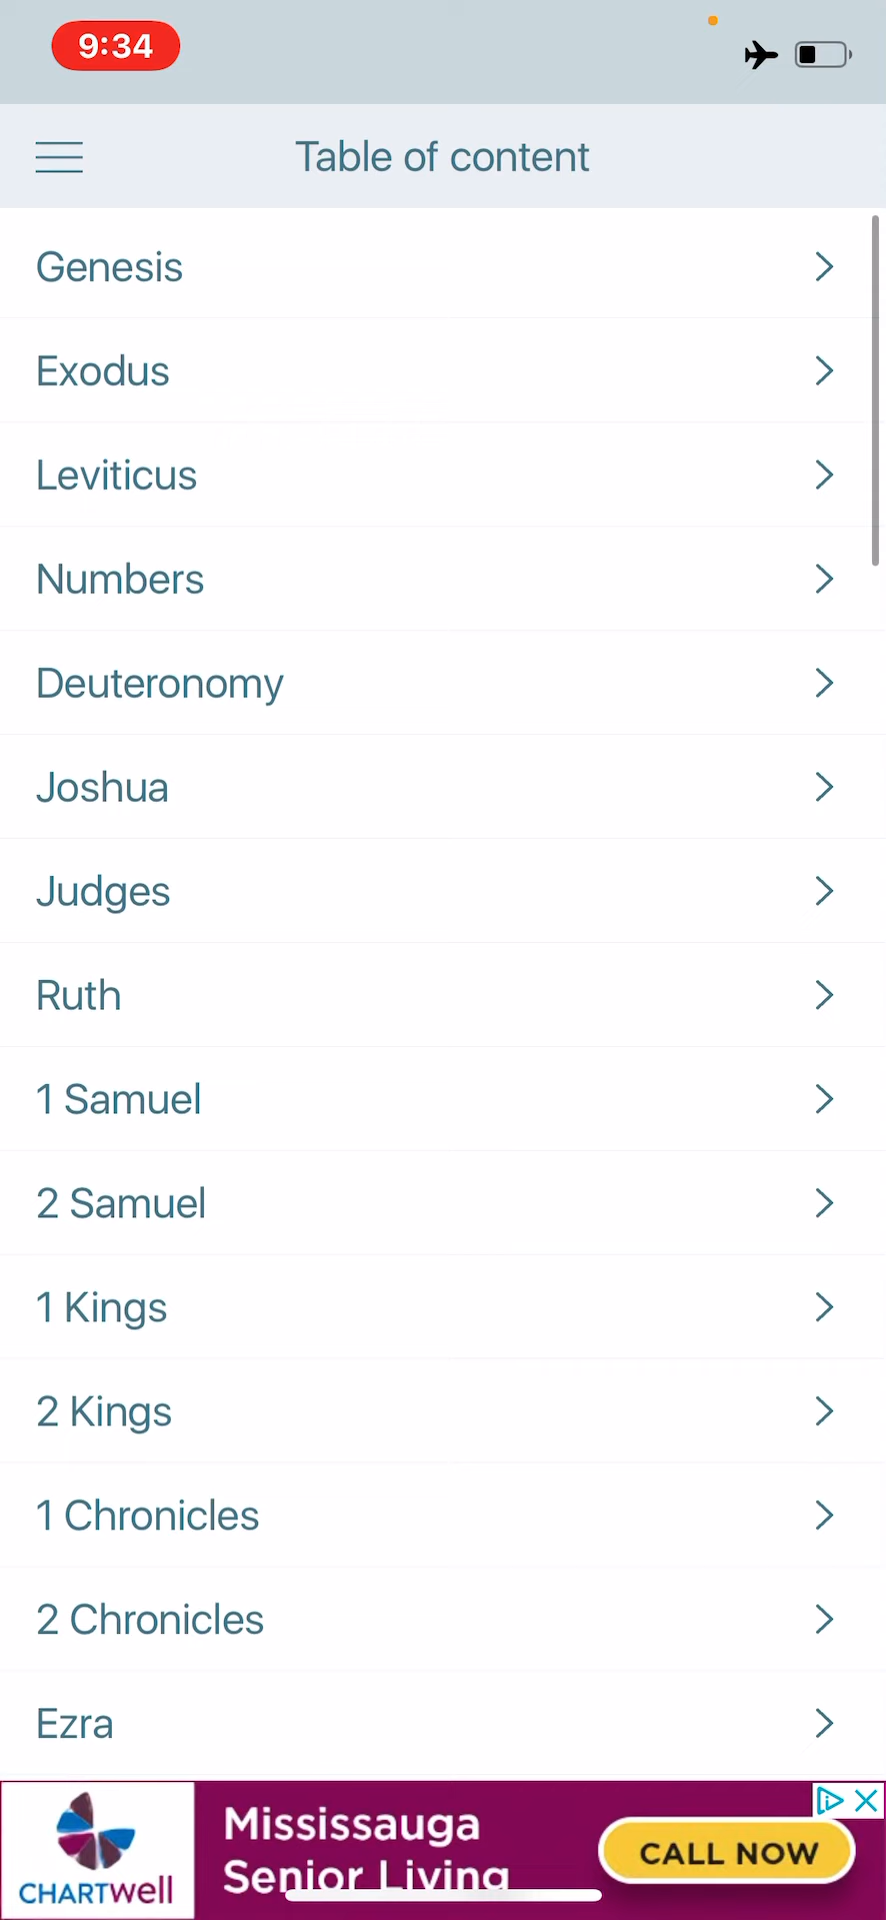 9:34
Table of content
Genesis
Exodus
Leviticus
Numbers
Deuteronomy
Joshua
Judges
Ruth
1 Samuel
2 Samuel
1 Kings
2 Kings
1 Chronicles
2 Chronicles
Ezra
CHARTwell
Mississauga
Senior Living
CALL NOW